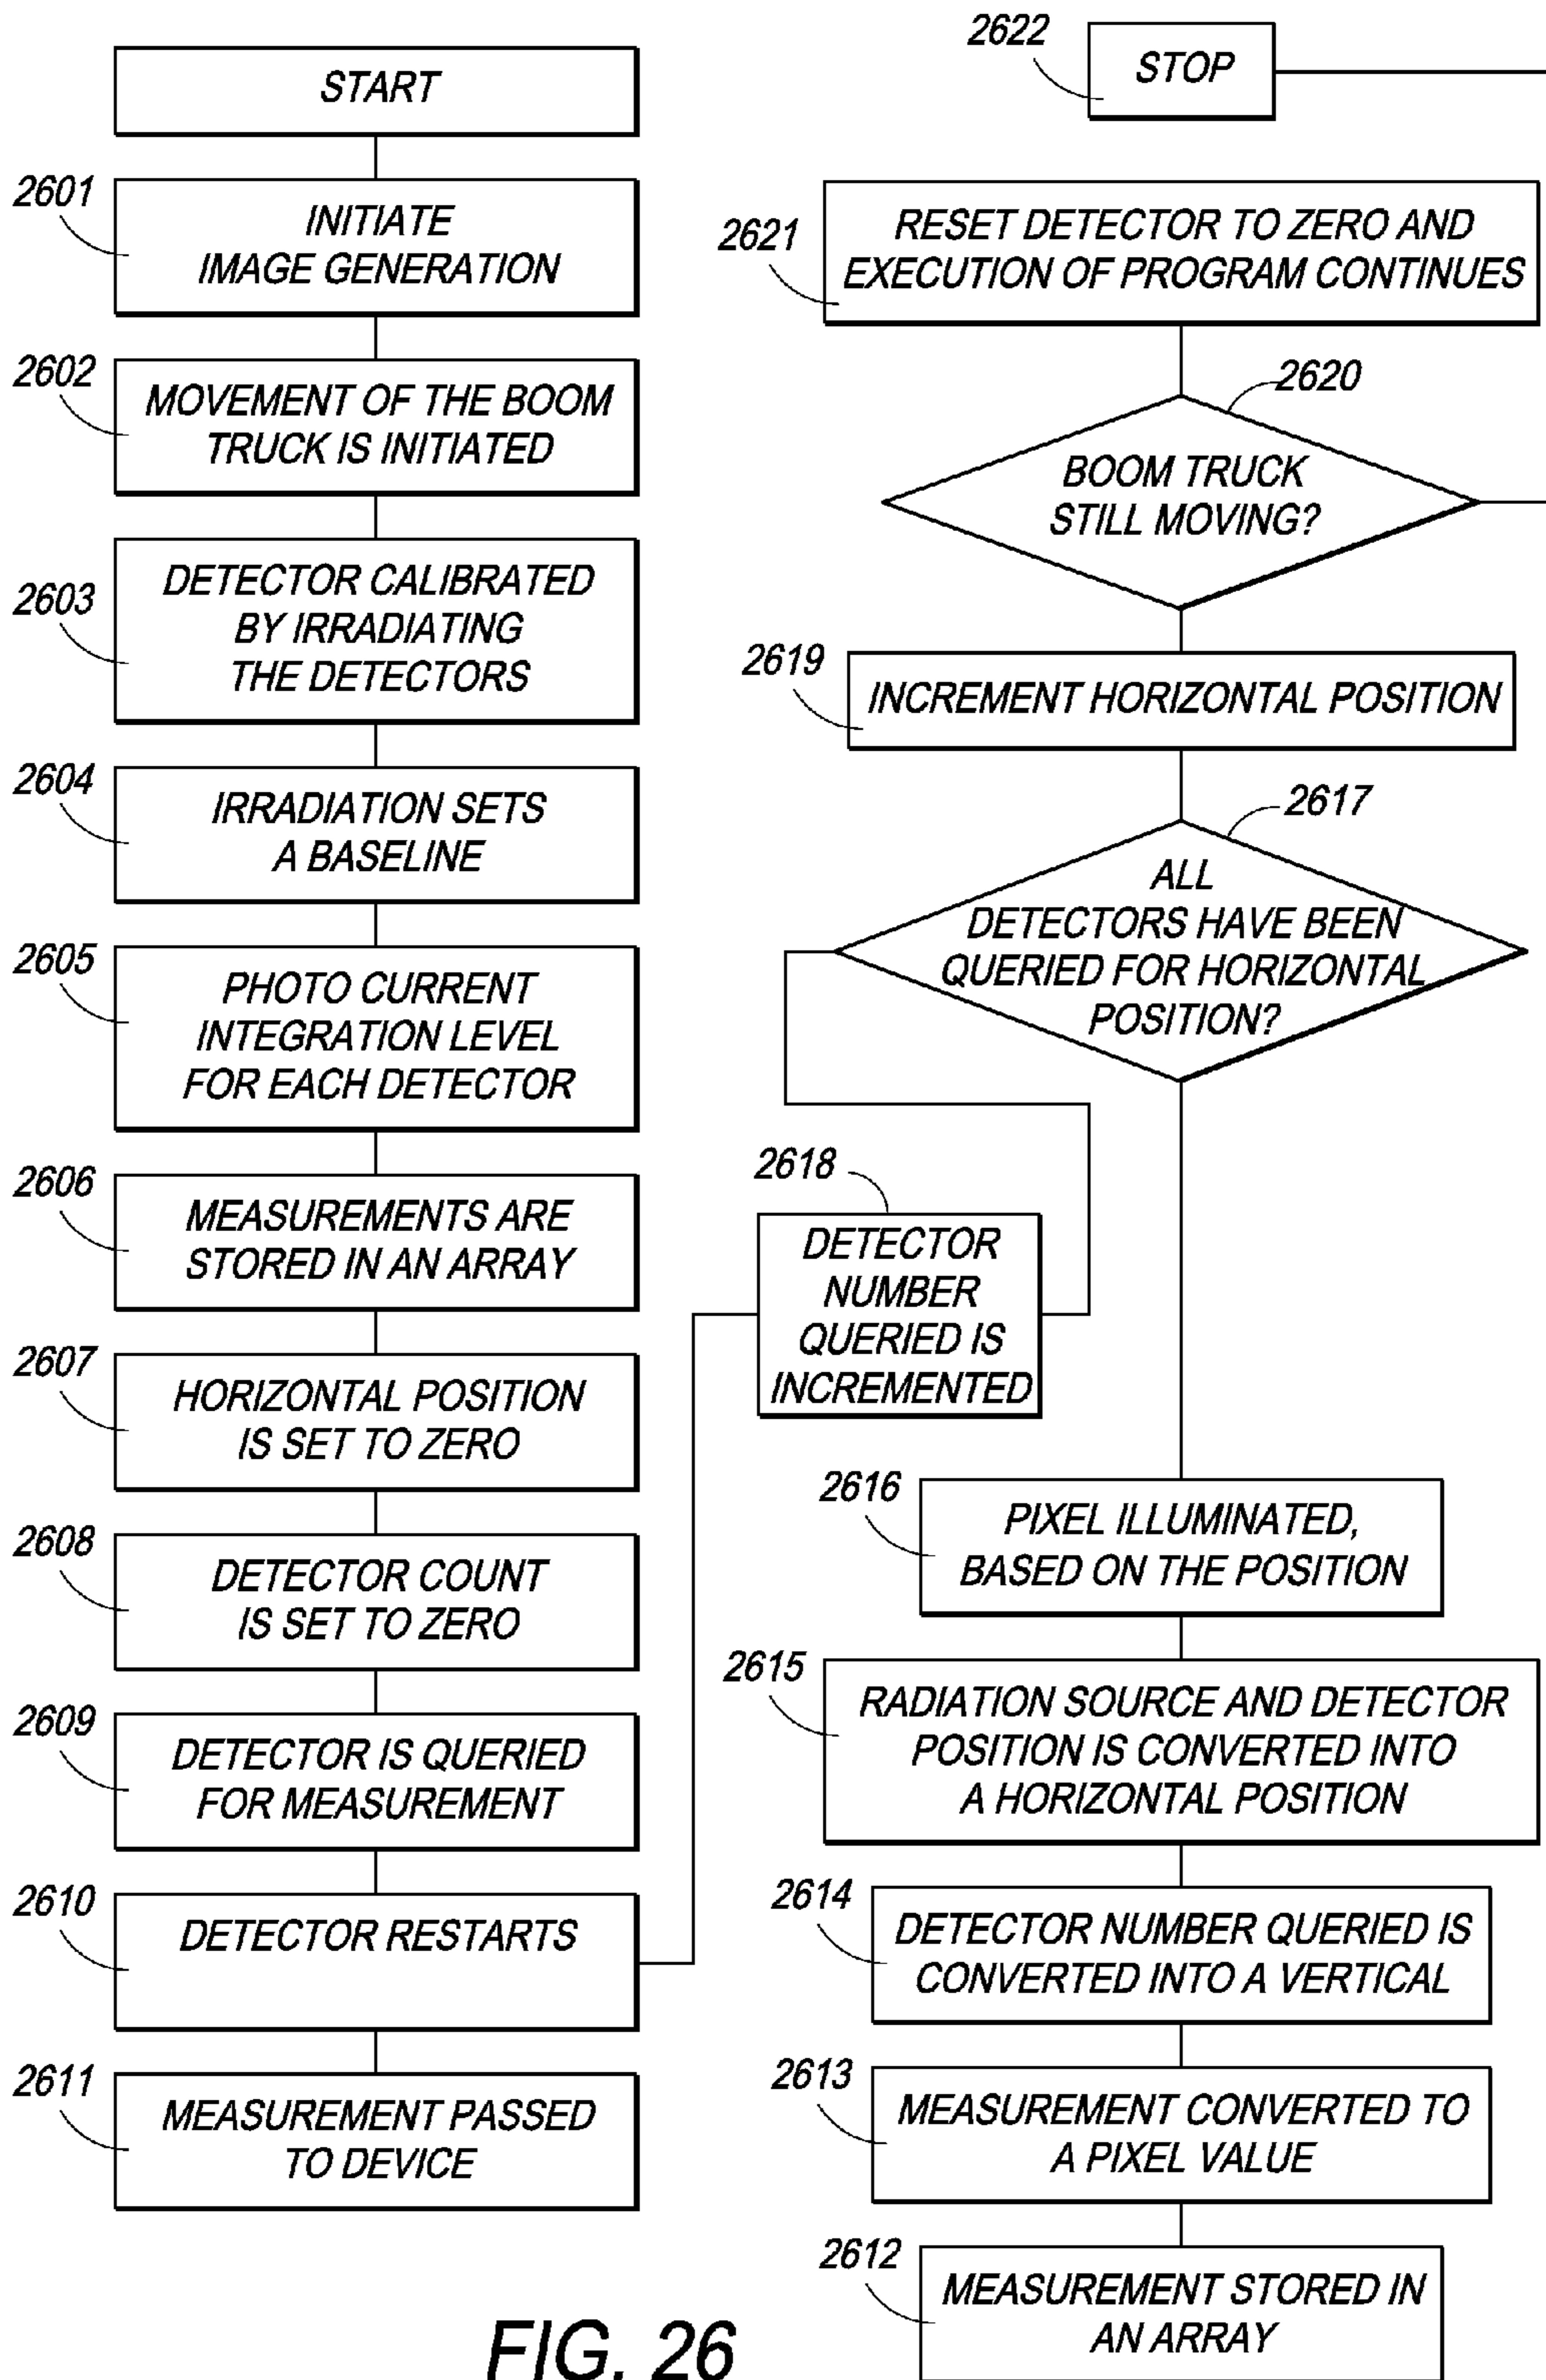 START
2601
INITIATE
IMAGE GENERATION
2602
MOVEMENT OF THE BOOM
TRUCK IS INITIATED
2603
DETECTOR CALIBRATED
BY IRRADIATING
THE DETECTORS
2604
IRRADIATION SETS
A BASELINE
2605
PHOTO CURRENT
INTEGRATION LEVEL
FOR EACH DETECTOR
2606
MEASUREMENTS ARE
STORED IN AN ARRAY
2607
HORIZONTAL POSITION
IS SET TO ZERO
2608
DETECTOR COUNT
IS SET TO ZERO
2609
DETECTOR IS QUERIED
FOR MEASUREMENT
2610
DETECTOR RESTARTS
2611
MEASUREMENT PASSED
TO DEVICE
2622
STOP
2621
RESET DETECTOR TO ZERO AND
EXECUTION OF PROGRAM CONTINUES
2620
BOOM TRUCK
STILL MOVING?
2619
INCREMENT HORIZONTAL POSITION
2617
ALL
DETECTORS HAVE BEEN
QUERIED FOR HORIZONTAL
POSITION?
2618
DETECTOR
NUMBER
QUERIED IS
INCREMENTED
2616
PIXEL ILLUMINATED,
BASED ON THE POSITION
2615
RADIATION SOURCE AND DETECTOR
POSITION IS CONVERTED INTO
A HORIZONTAL POSITION
2614
DETECTOR NUMBER QUERIED IS
CONVERTED INTO A VERTICAL
2613
MEASUREMENT CONVERTED TO
A PIXEL VALUE
2612
MEASUREMENT STORED IN
AN ARRAY
FIG. 26